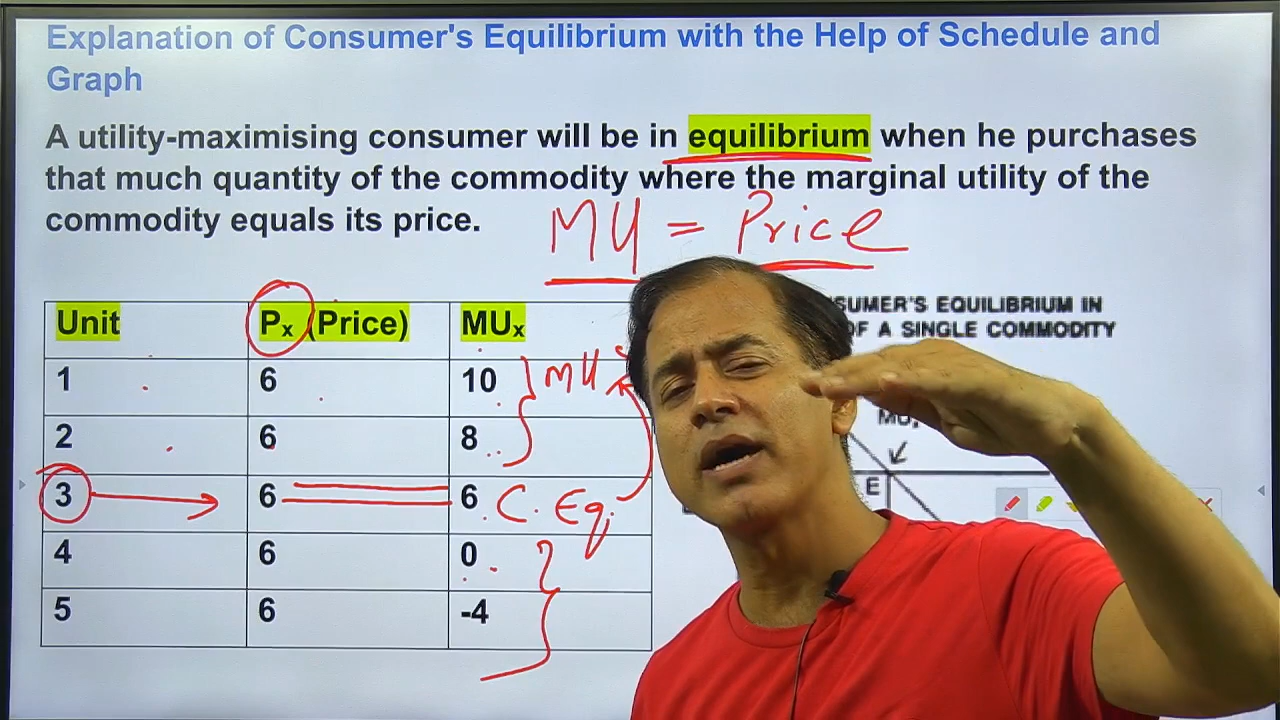 Explanation of Consumer's Equilibrium with the Help of Schedule and
Graph
A utility-maximising consumer will be in equilibrium when he purchases
that much quantity of the commodity where the marginal utility of the
commodity equals its price.
MU = Price
Unit Px (Price) MUx
1 6 10 MU
2 6 8
3 6 6 C. Eq.
4 6 0
5 6 -4
SUMER'S EQUILIBRIUM IN
OF A SINGLE COMMODITY
E